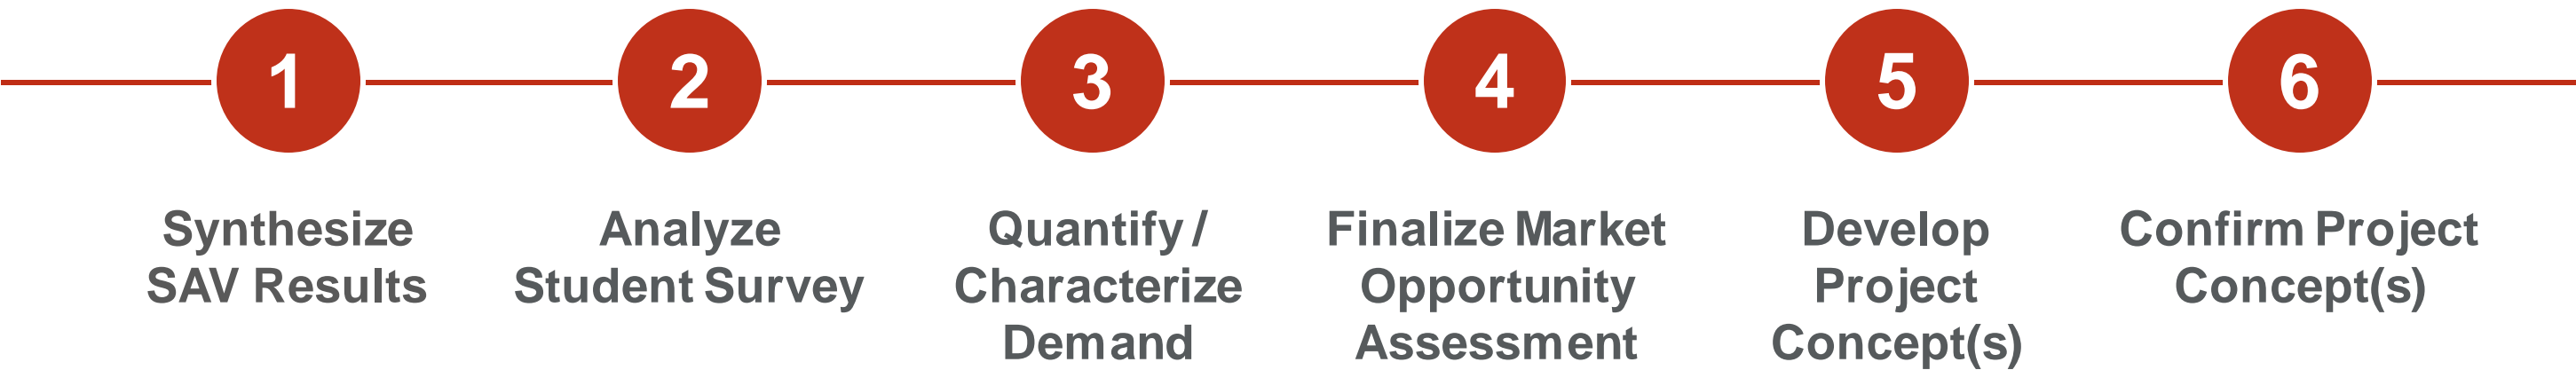 1
Synthesize
SAV Results
2
Analyze
Student Survey
3
Quantify /
Characterize
Demand
4
Finalize Market
Opportunity
Assessment
5
Develop
Project
Concept(s)
6
Confirm Project
Concept(s)